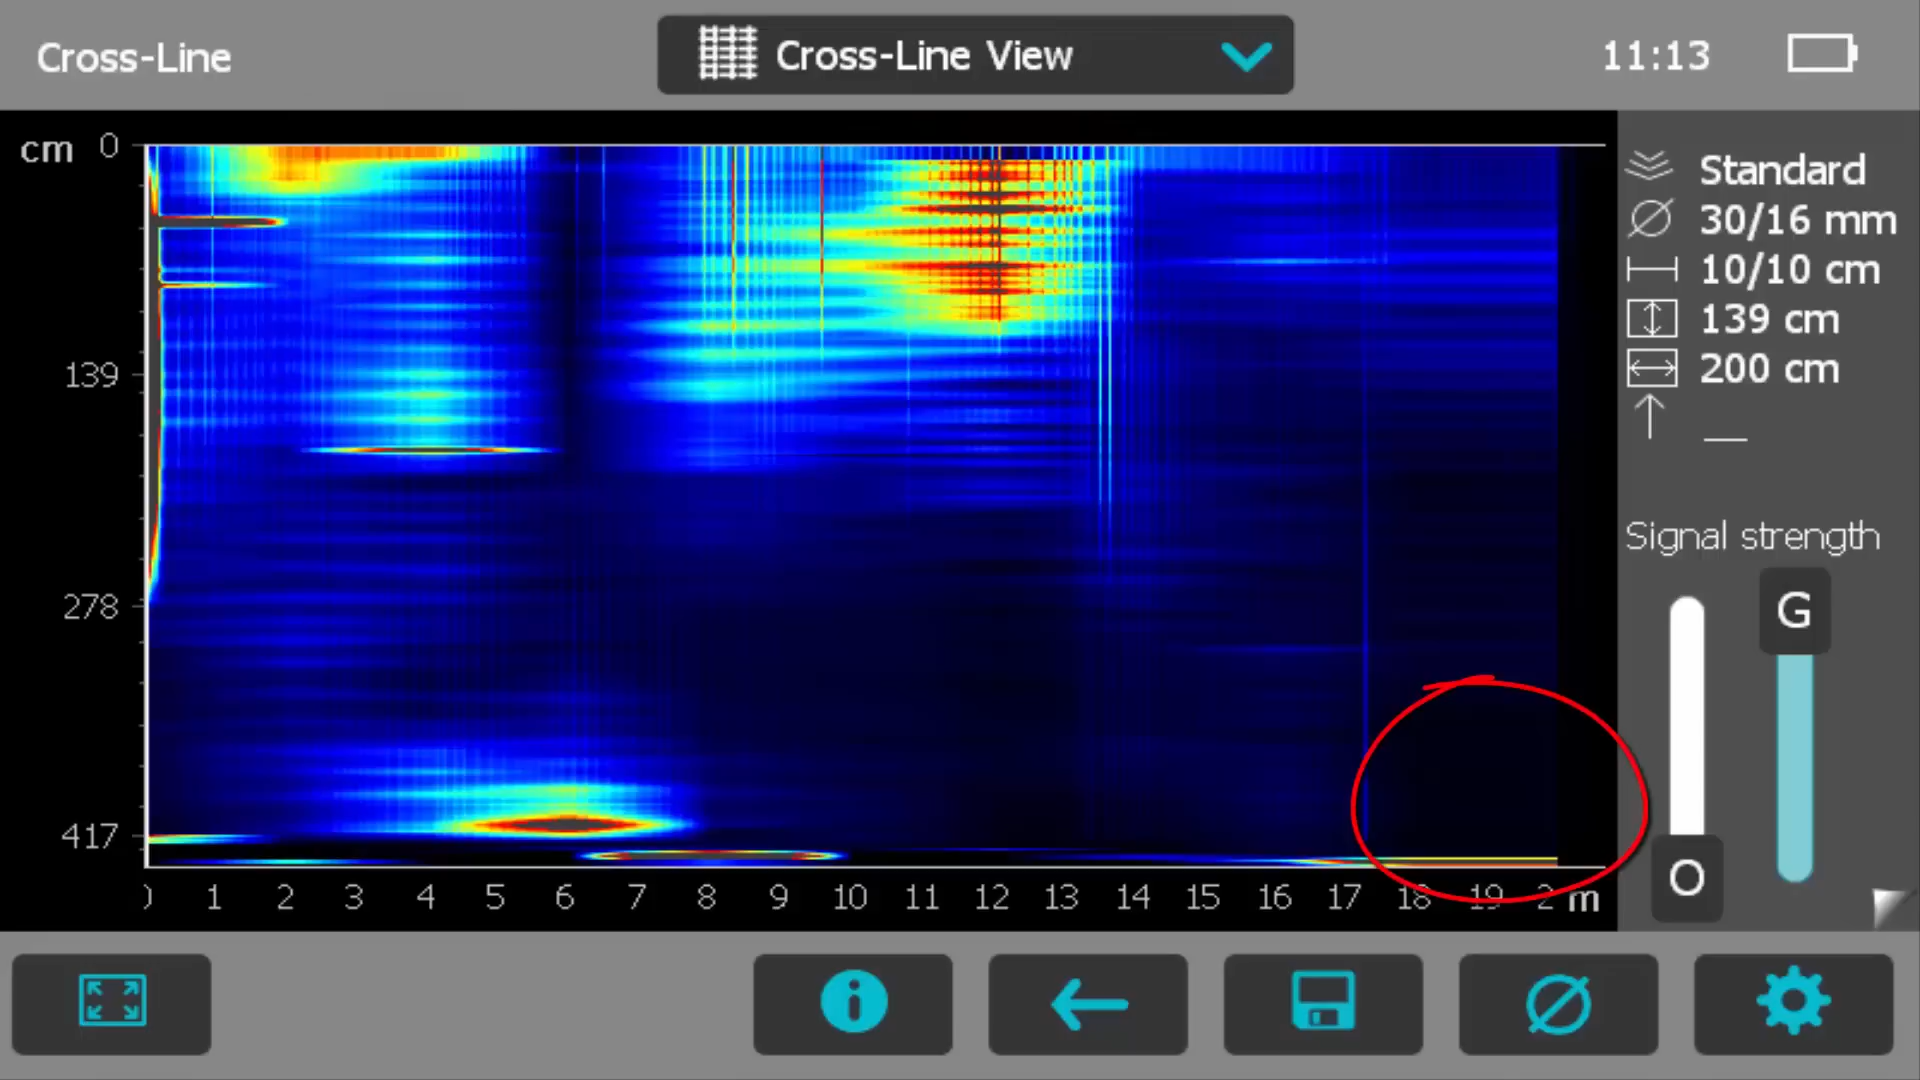 Cross-Line
Cross-Line View
11:13
cm
0
139
278
417
0 1 2 3 4 5 6 7 8 9 10 11 12 13 14 15 16 17 18 19 2 m
Standard
30/16 mm
10/10 cm
139 cm
200 cm
Signal strength
G
O